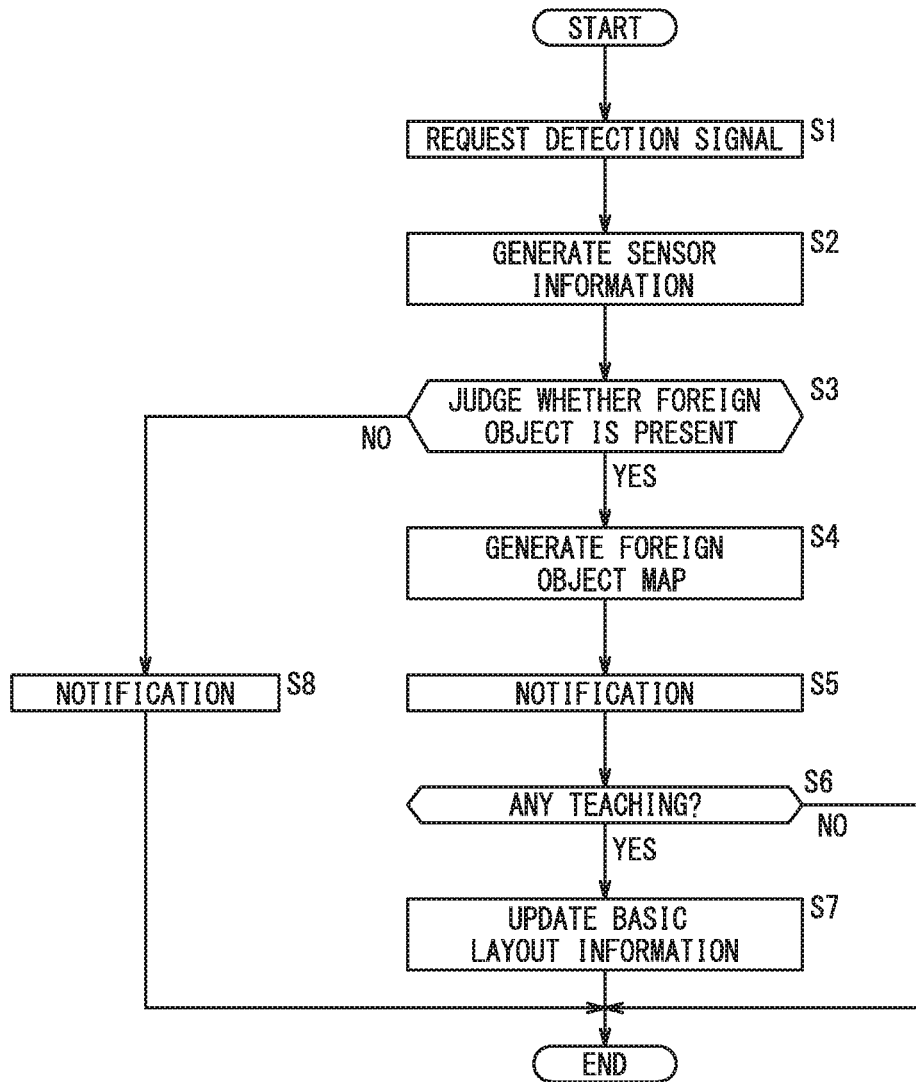 START
REQUEST DETECTION SIGNAL
S1
GENERATE SENSOR
INFORMATION
S2
JUDGE WHETHER FOREIGN
OBJECT IS PRESENT
S3
NO
YES
GENERATE FOREIGN
OBJECT MAP
S4
NOTIFICATION
S8
NOTIFICATION
S5
ANY TEACHING?
S6
NO
YES
UPDATE BASIC
LAYOUT INFORMATION
S7
END